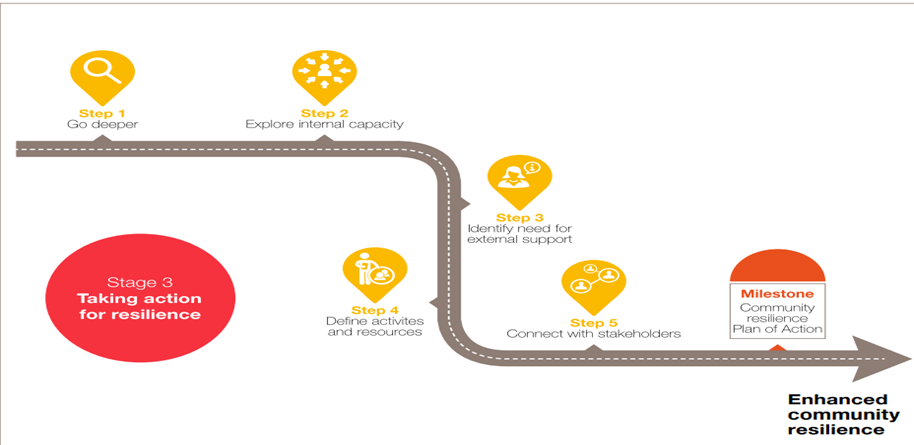 Step 1
Go deeper
Step 2
Explore internal capacity
Step 3
Identify need for
external support
Stage 3
Taking action
for resilience
Step 4
Define activites
and resources
Step 5
Connect with stakeholders
Milestone
Community
resilience
Plan of Action
Enhanced
community
resilience